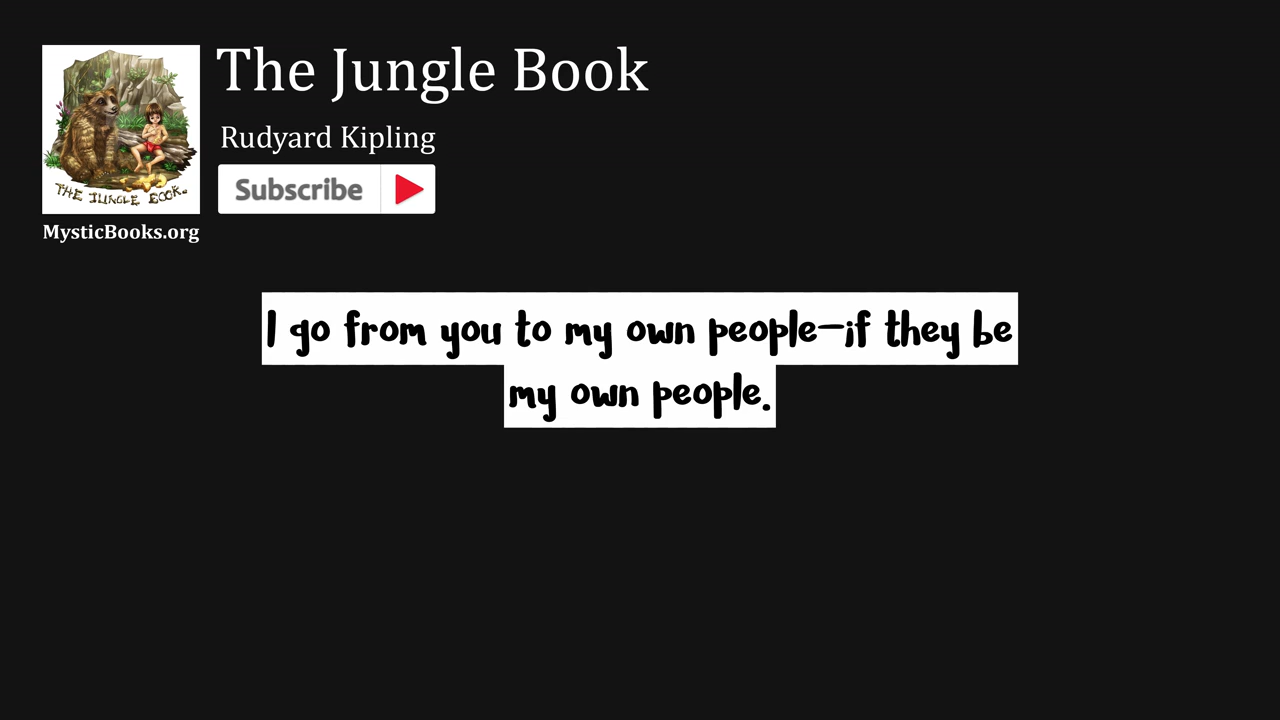 The Jungle Book
Rudyard Kipling
Subscribe
THE JUNGLE BOOK.
MysticBooks.org
I go from you to my own people—if they be
my own people.